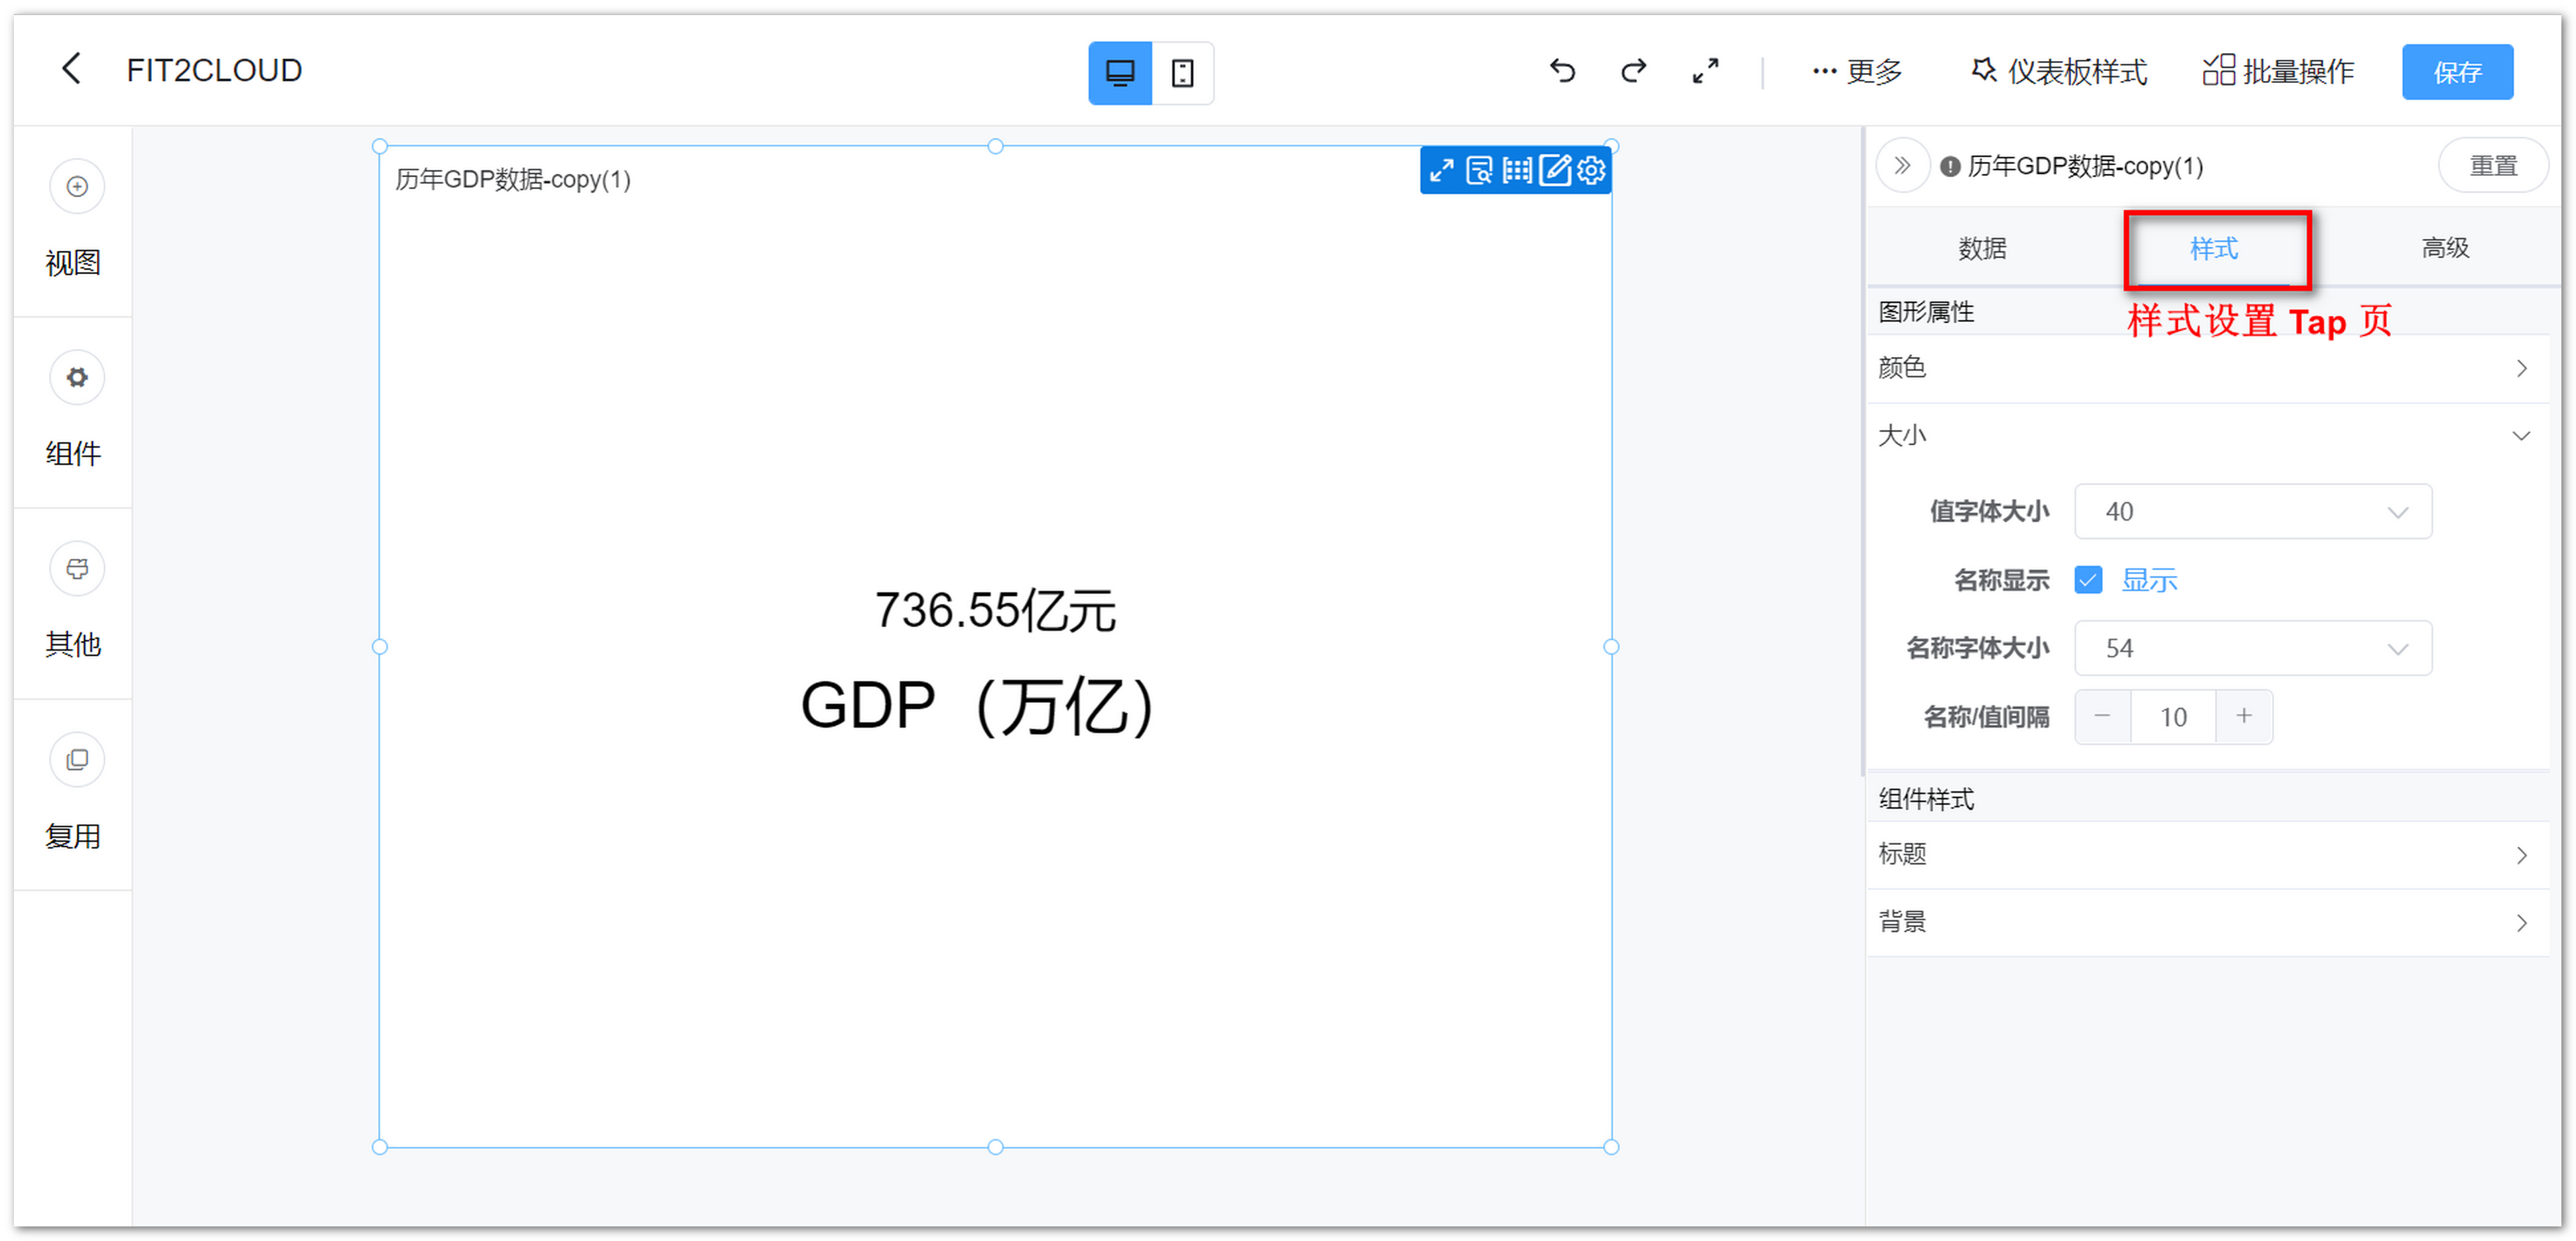 FIT2CLOUD
更多
仪表板样式
批量操作
保存
视图
组件
其他
复用
历年GDP数据-copy(1)
736.55亿元
GDP（万亿）
历年GDP数据-copy(1)
重置
数据
样式
高级
样式设置 Tap 页
图形属性
颜色
大小
值字体大小
40
名称显示
显示
名称字体大小
54
名称/值间隔
10
组件样式
标题
背景